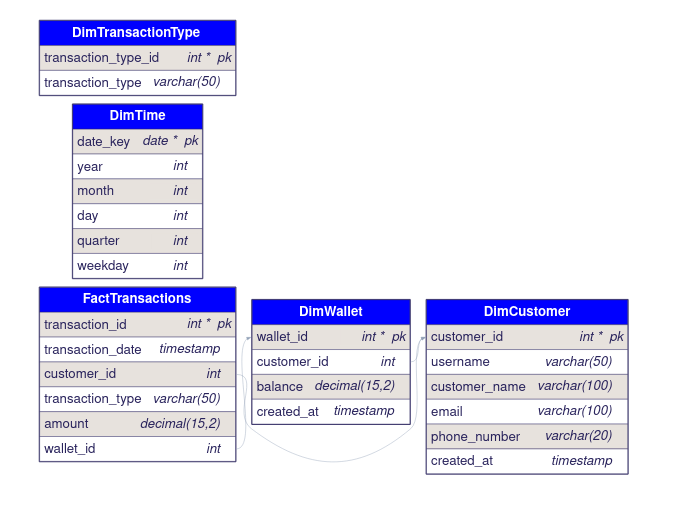 DimTransactionType
transaction_type_id int * pk
transaction_type varchar(50)
DimTime
date_key date * pk
year int
month int
day int
quarter int
weekday int
FactTransactions
transaction_id int * pk
transaction_date timestamp
customer_id int
transaction_type varchar(50)
amount decimal(15,2)
wallet_id int
DimWallet
wallet_id int * pk
customer_id int
balance decimal(15,2)
created_at timestamp
DimCustomer
customer_id int * pk
username varchar(50)
customer_name varchar(100)
email varchar(100)
phone_number varchar(20)
created_at timestamp